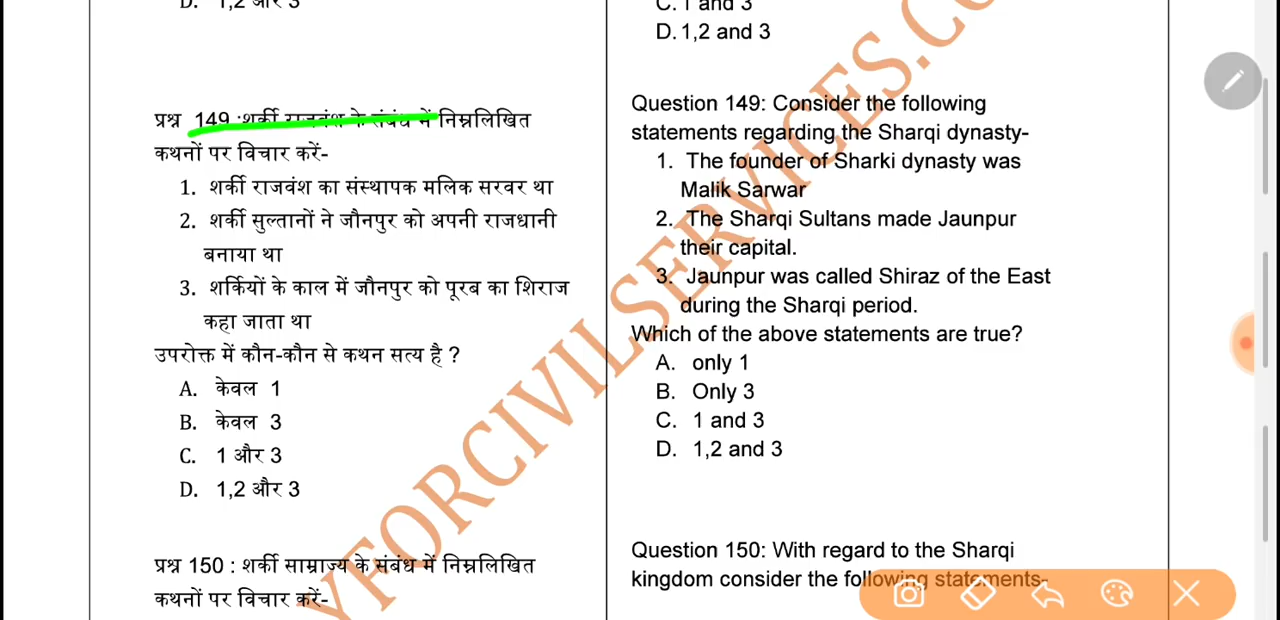 D. 1,2 और 3
प्रश्न 149 :शर्की राजवंश के संबंध में निम्नलिखित
कथनों पर विचार करें-
1. शर्की राजवंश का संस्थापक मलिक सरवर था
2. शर्की सुल्तानों ने जौनपुर को अपनी राजधानी
बनाया था
3. शर्कियों के काल में जौनपुर को पूरब का शिराज
कहा जाता था
उपरोक्त में कौन-कौन से कथन सत्य है ?
A. केवल 1
B. केवल 3
C. 1 और 3
D. 1,2 और 3
प्रश्न 150 : शर्की साम्राज्य के संबंध में निम्नलिखित
कथनों पर विचार करें-
C. 1 and 3
D. 1,2 and 3
Question 149: Consider the following
statements regarding the Sharqi dynasty-
1. The founder of Sharki dynasty was
Malik Sarwar
2. The Sharqi Sultans made Jaunpur
their capital.
3. Jaunpur was called Shiraz of the East
during the Sharqi period.
Which of the above statements are true?
A. only 1
B. Only 3
C. 1 and 3
D. 1,2 and 3
Question 150: With regard to the Sharqi
kingdom consider the following statements-
YFORCIVILSERVICES.CO